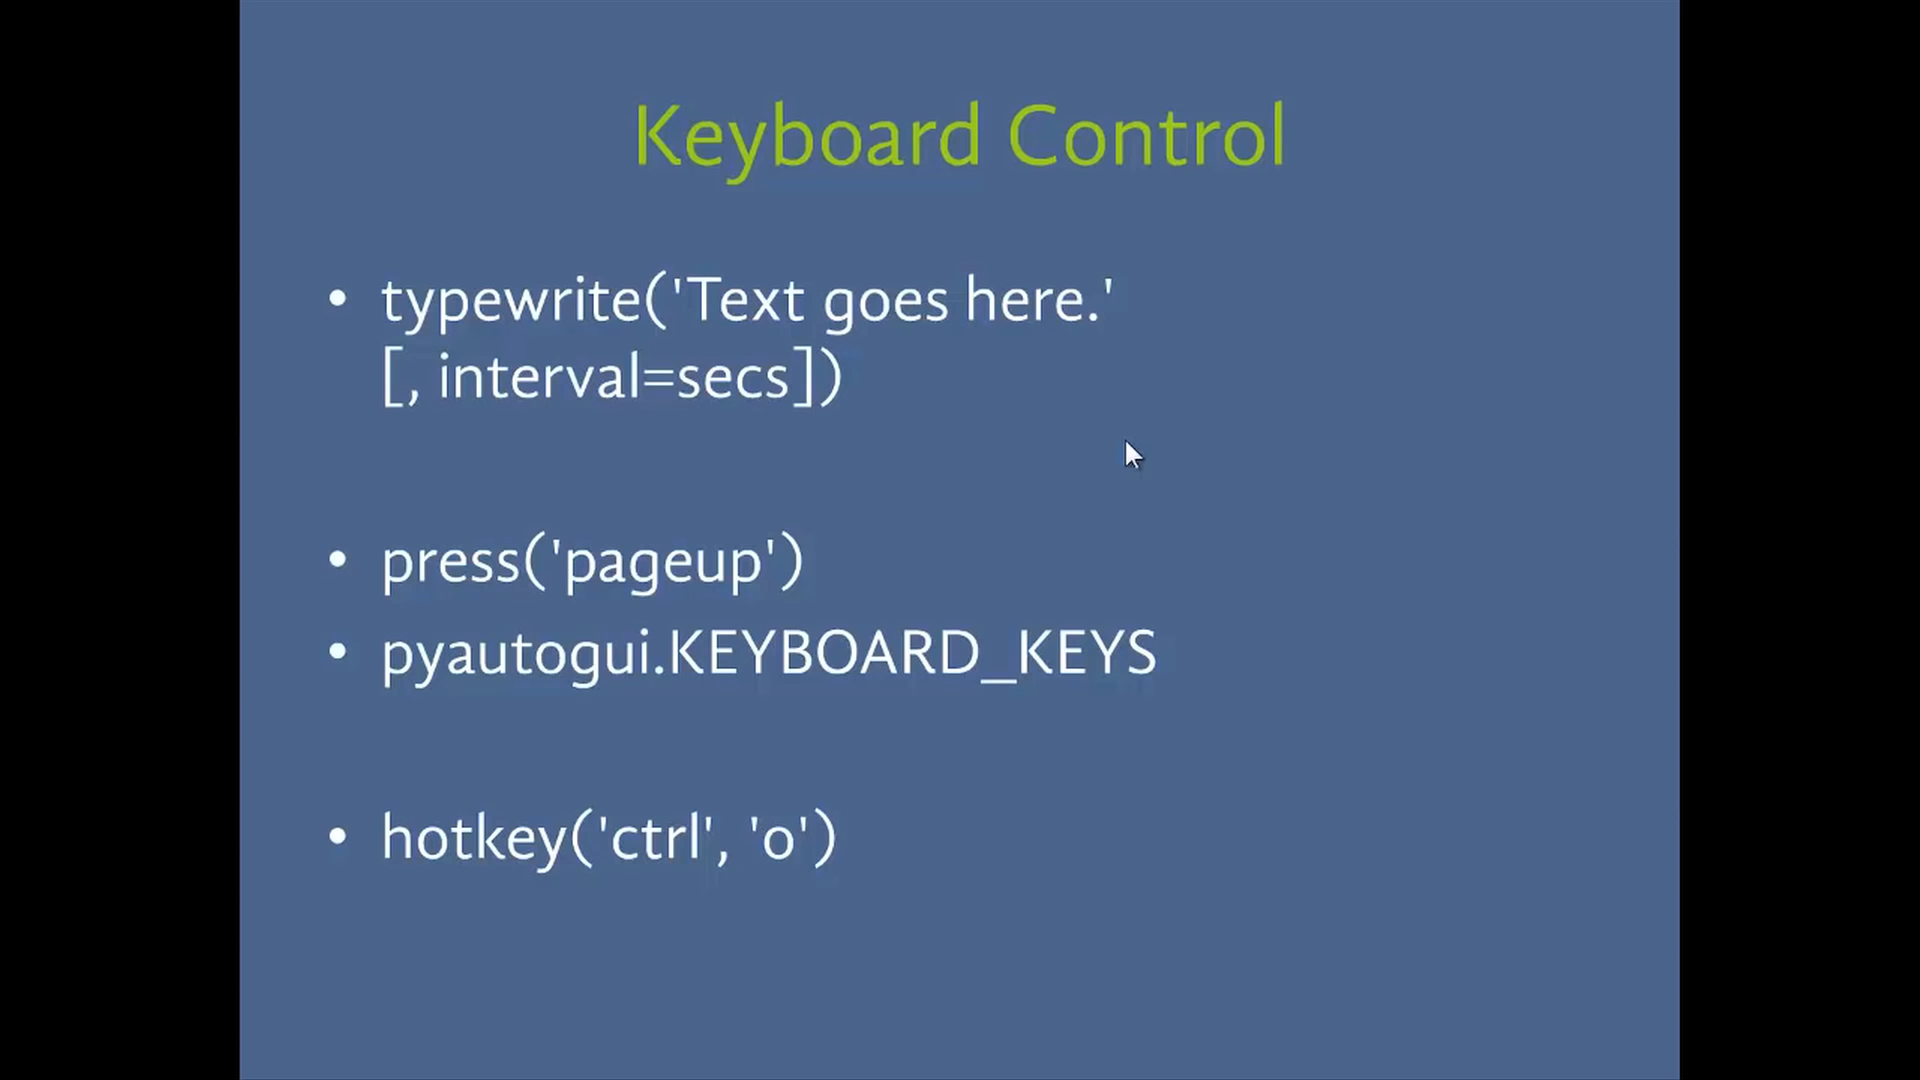 Keyboard Control
• typewrite('Text goes here.'
[, interval=secs])
• press('pageup')
• pyautogui.KEYBOARD_KEYS
• hotkey('ctrl', 'o')